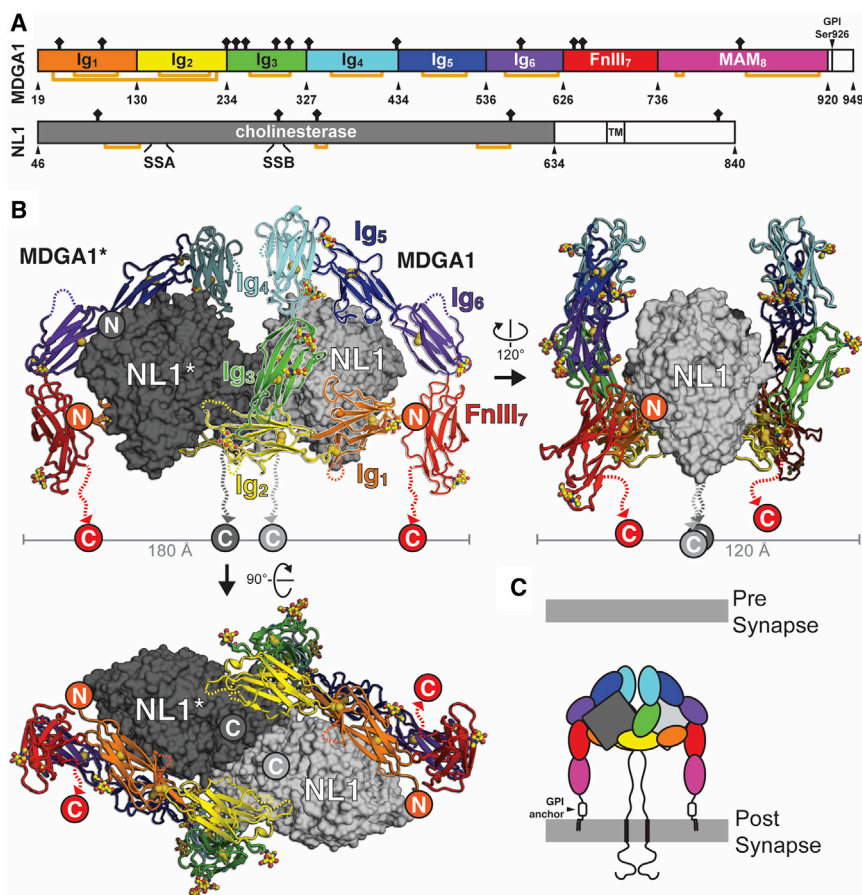 A
GPI
Ser926
MDGA1
Ig1 Ig2 Ig3 Ig4 Ig5 Ig6 FnIII7 MAM8
19 130 234 327 434 536 626 736 920 949
NL1
cholinesterase TM
SSA SSB
46 634 840
B
MDGA1* Ig4 Ig5 MDGA1
Ig6
N
NL1* Ig3 NL1
N N FnIII7
Ig2 Ig1
C C C C
180 Å
120°
NL1
N
C C
C
120 Å
90°
N NL1* C
C
C NL1
C N
C
Pre
Synapse
GPI
anchor
Post
Synapse